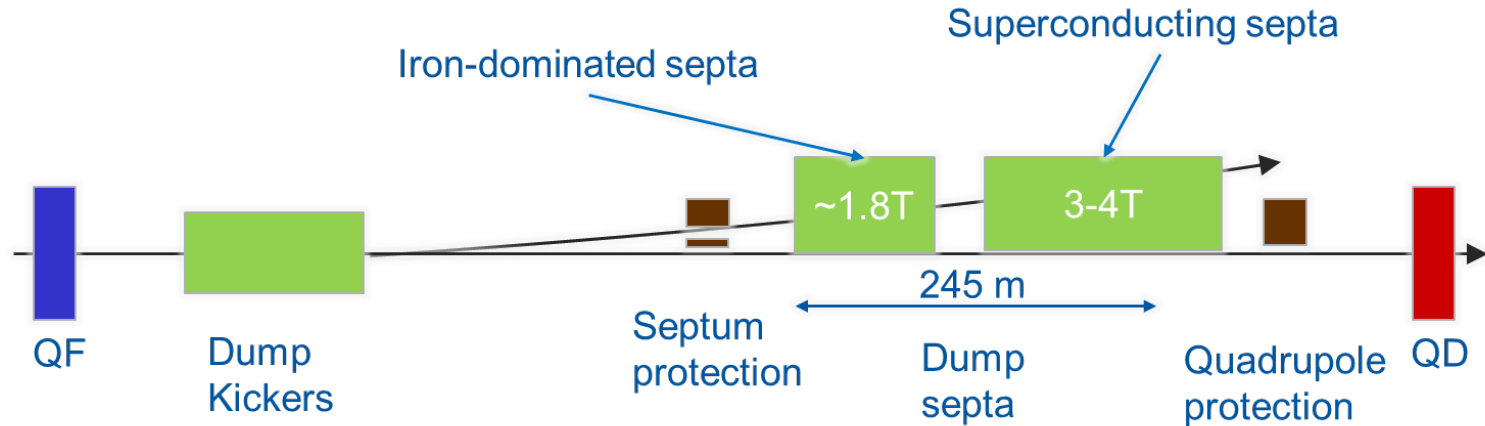 Superconducting septa
Iron-dominated septa
~1.8T
3-4T
245 m
QF
Dump
Kickers
Septum
protection
Dump
septa
Quadrupole
protection
QD